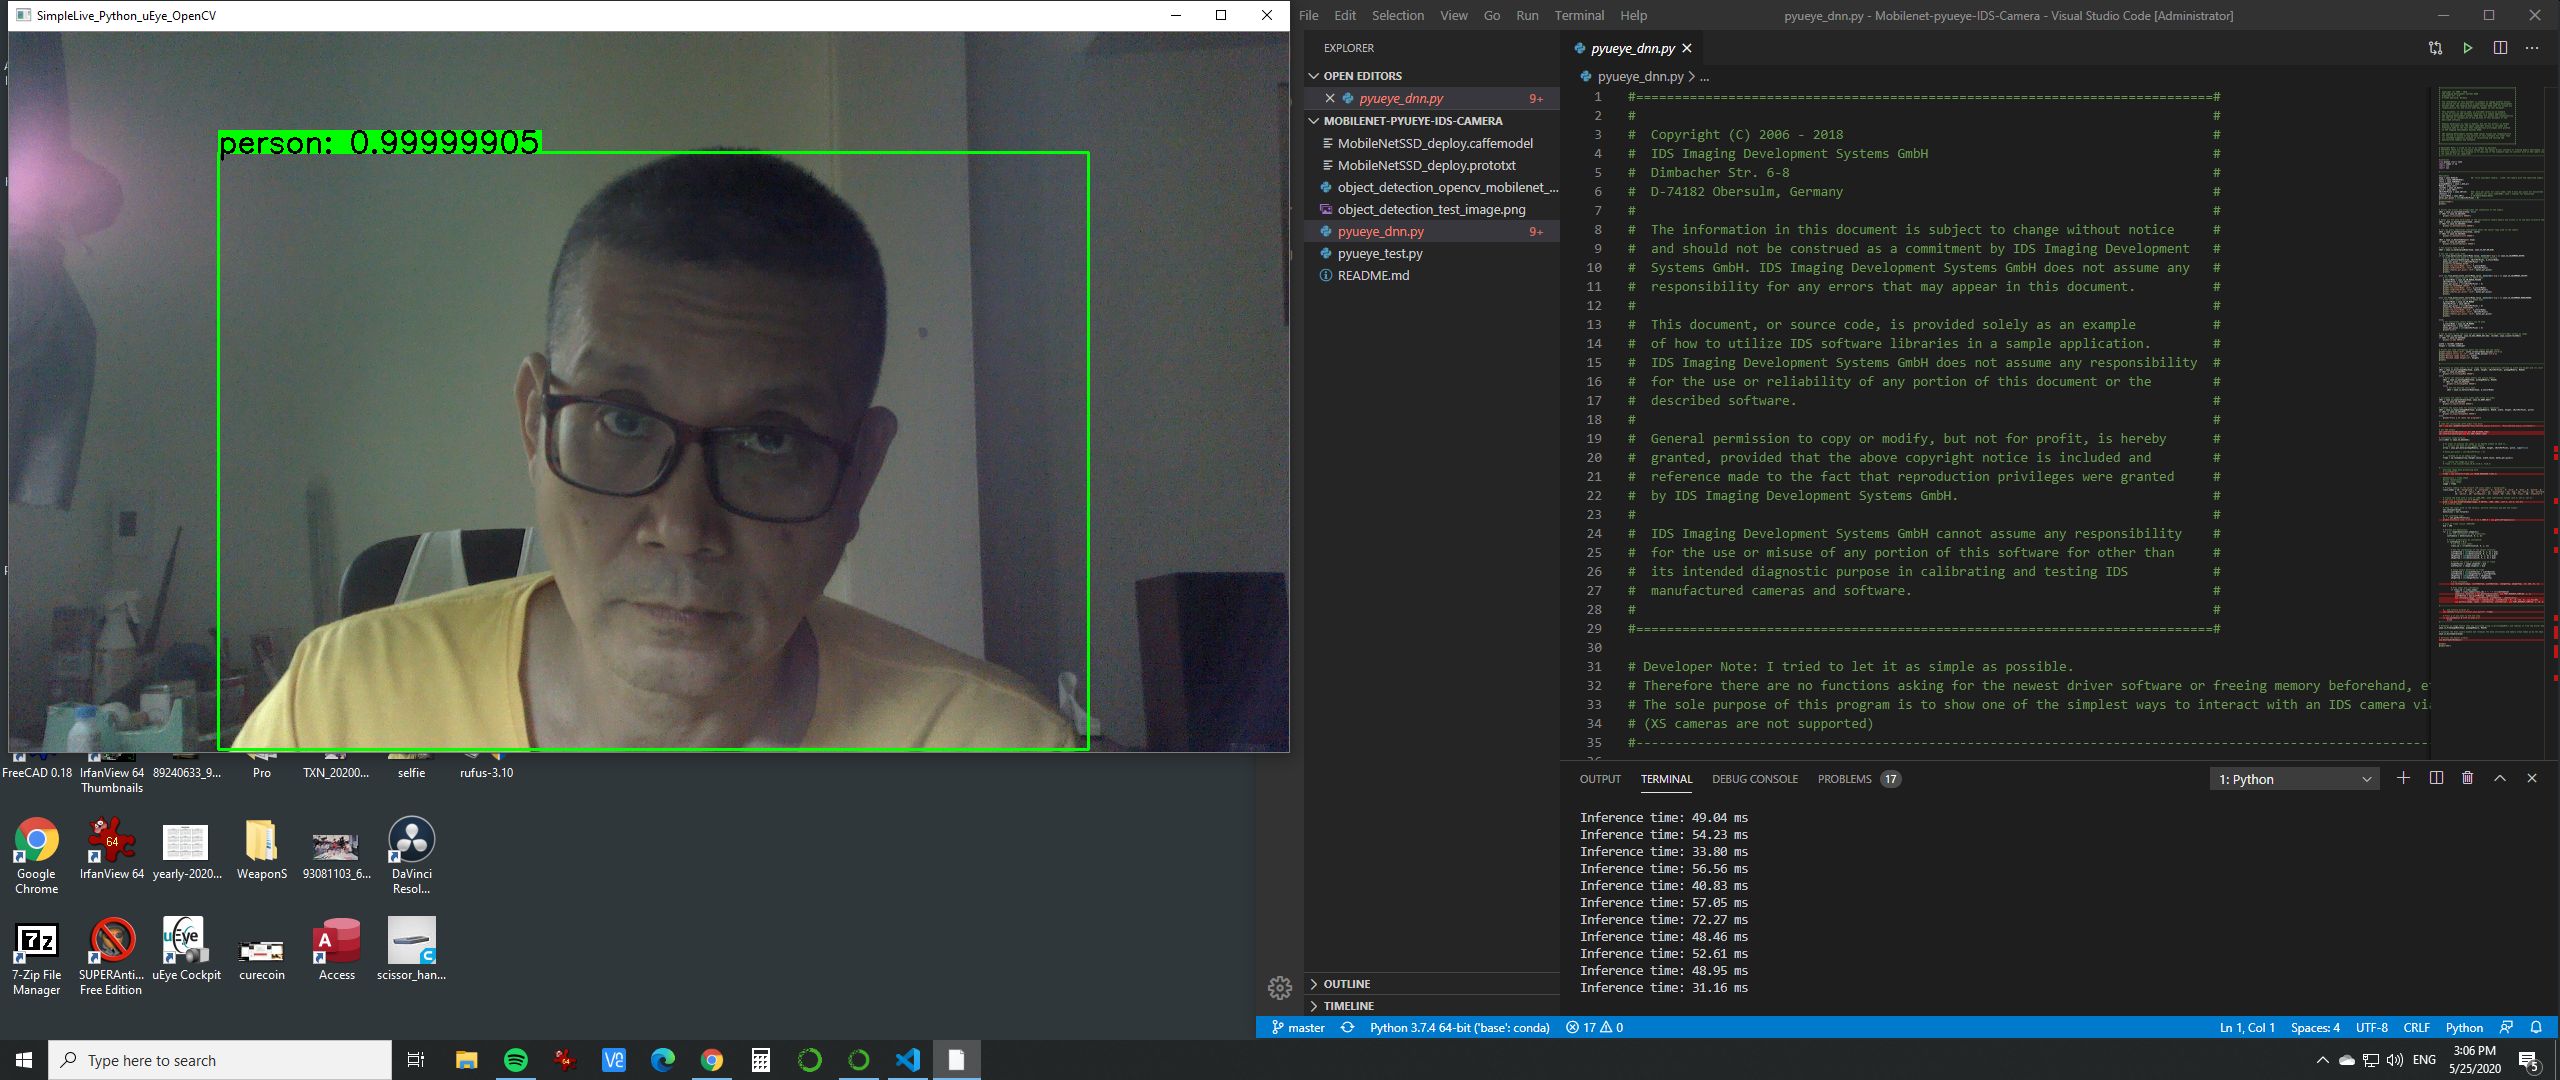 SimpleLive_Python_uEye_OpenCV
person: 0.99999905
FreeCAD 0.18
IrfanView 64
Thumbnails
89240633_9...
Pro
TXN_20200...
selfie
rufus-3.10
Google
Chrome
64
IrfanView 64
yearly-2020...
WeaponS
93081103_6...
DaVinci
Resol...
7z
7-Zip File
Manager
SUPERAnti...
Free Edition
uEye
uEye Cockpit
curecoin
A
Access
scissor_han...
File Edit Selection View Go Run Terminal Help
pyueye_dnn.py - Mobilenet-pyueye-IDS-Camera - Visual Studio Code [Administrator]
EXPLORER
OPEN EDITORS
pyueye_dnn.py 9+
MOBILENET-PYUEYE-IDS-CAMERA
MobileNetSSD_deploy.caffemodel
MobileNetSSD_deploy.prototxt
object_detection_opencv_mobilenet_...
object_detection_test_image.png
pyueye_dnn.py 9+
pyueye_test.py
README.md
OUTLINE
TIMELINE
pyueye_dnn.py
pyueye_dnn.py > ...
1 #===========================================================================#
2 # #
3 # Copyright (C) 2006 - 2018 #
4 # IDS Imaging Development Systems GmbH #
5 # Dimbacher Str. 6-8 #
6 # D-74182 Obersulm, Germany #
7 # #
8 # The information in this document is subject to change without notice #
9 # and should not be construed as a commitment by IDS Imaging Development #
10 # Systems GmbH. IDS Imaging Development Systems GmbH does not assume any #
11 # responsibility for any errors that may appear in this document. #
12 # #
13 # This document, or source code, is provided solely as an example #
14 # of how to utilize IDS software libraries in a sample application. #
15 # IDS Imaging Development Systems GmbH does not assume any responsibility #
16 # for the use or reliability of any portion of this document or the #
17 # described software. #
18 # #
19 # General permission to copy or modify, but not for profit, is hereby #
20 # granted, provided that the above copyright notice is included and #
21 # reference made to the fact that reproduction privileges were granted #
22 # by IDS Imaging Development Systems GmbH. #
23 # #
24 # IDS Imaging Development Systems GmbH cannot assume any responsibility #
25 # for the use or misuse of any portion of this software for other than #
26 # its intended diagnostic purpose in calibrating and testing IDS #
27 # manufactured cameras and software. #
28 # #
29 #===========================================================================#
30
31 # Developer Note: I tried to let it as simple as possible.
32 # Therefore there are no functions asking for the newest driver software or freeing memory beforehand, e
33 # The sole purpose of this program is to show one of the simplest ways to interact with an IDS camera via
34 # (XS cameras are not supported)
35 #---------------------------------------------------------------------------------------------------------
OUTPUT TERMINAL DEBUG CONSOLE PROBLEMS 17
1: Python
Inference time: 49.04 ms
Inference time: 54.23 ms
Inference time: 33.80 ms
Inference time: 56.56 ms
Inference time: 40.83 ms
Inference time: 57.05 ms
Inference time: 72.27 ms
Inference time: 48.46 ms
Inference time: 52.61 ms
Inference time: 48.95 ms
Inference time: 31.16 ms
master
Python 3.7.4 64-bit ('base': conda)
17 0
Ln 1, Col 1 Spaces: 4 UTF-8 CRLF Python
Type here to search
ENG
3:06 PM
5/25/2020
5